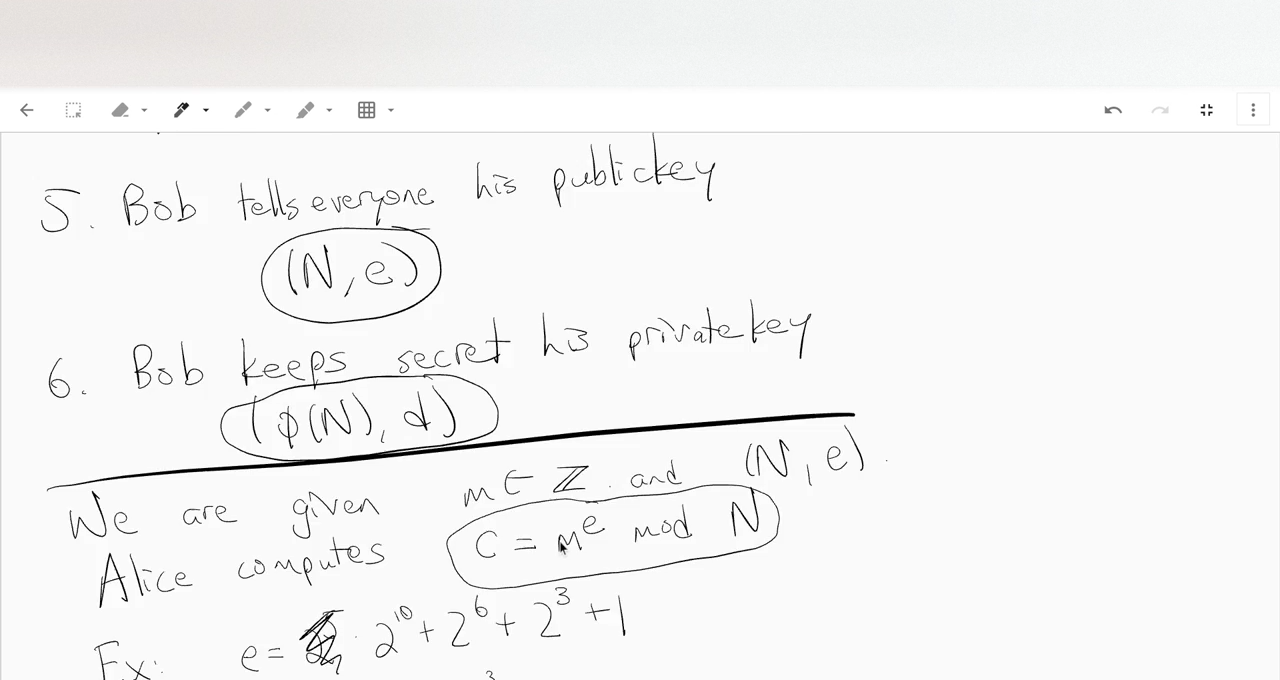 5. Bob tells everyone his publickey
(N, e)
6. Bob keeps secret his privatekey
(φ(N), d)
We are given m ∈ ℤ. and (N, e).
Alice computes C = m^e mod N
Ex: e = 2^10 + 2^6 + 2^3 + 1
3